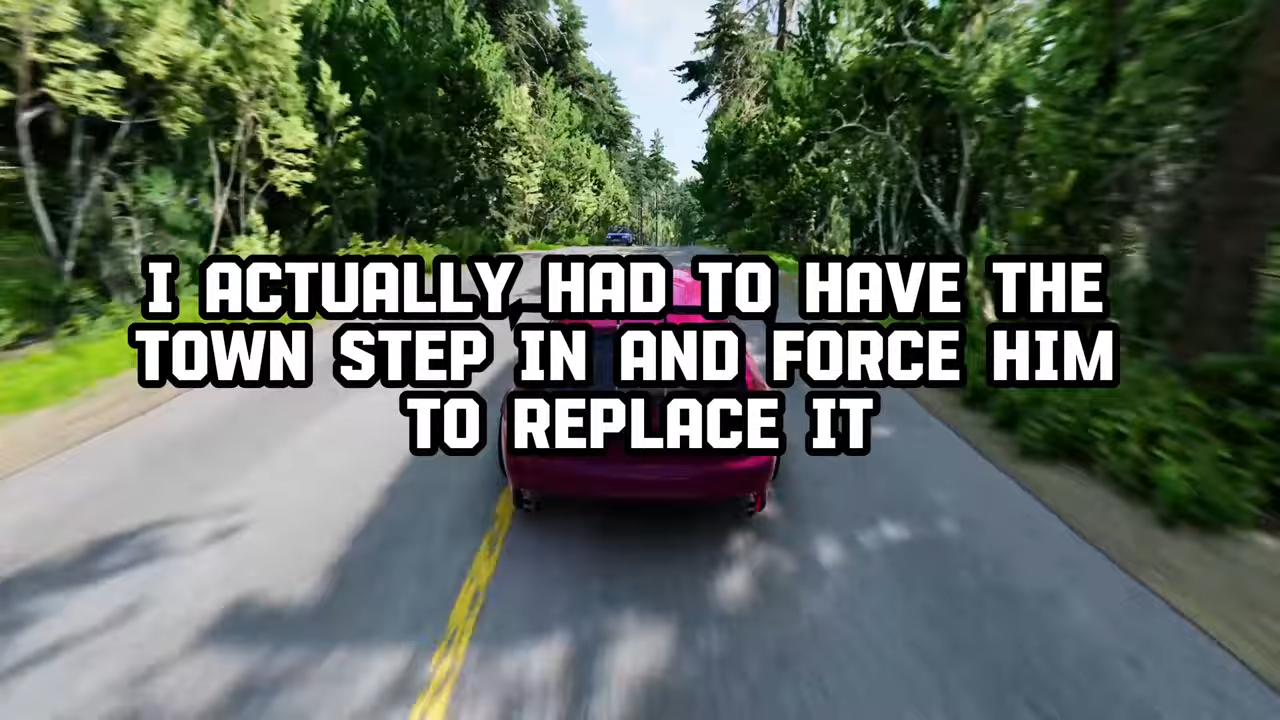 I ACTUALLY HAD TO HAVE THE
TOWN STEP IN AND FORCE HIM
TO REPLACE IT